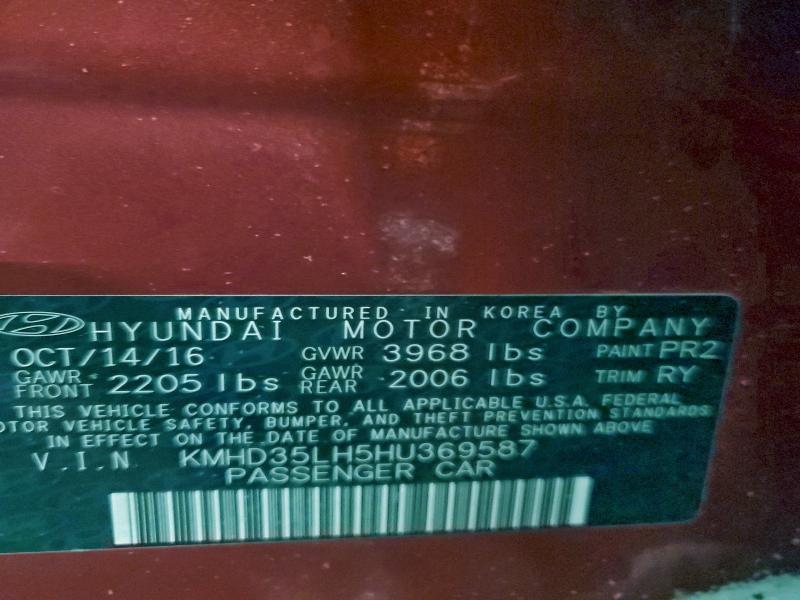 MANUFACTURED IN KOREA BY
HYUNDAI MOTOR COMPANY
OCT/14/16 GVWR 3968 lbs PAINT PR2
GAWR FRONT 2205 lbs GAWR REAR 2006 lbs TRIM RY
THIS VEHICLE CONFORMS TO ALL APPLICABLE U.S.A. FEDERAL
OTOR VEHICLE SAFETY, BUMPER, AND THEFT PREVENTION STANDARDS
IN EFFECT ON THE DATE OF MANUFACTURE SHOWN ABOVE
V.I.N KMHD35LH5HU369587
PASSENGER CAR